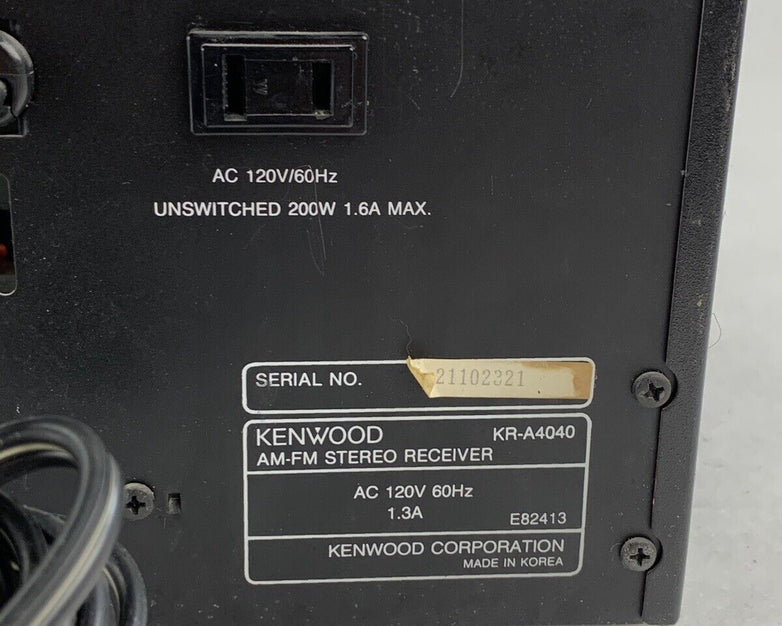 AC 120V/60Hz
UNSWITCHED 200W 1.6A MAX.
SERIAL NO. 21102321
KENWOOD KR-A4040
AM-FM STEREO RECEIVER
AC 120V 60Hz
1.3A E82413
KENWOOD CORPORATION
MADE IN KOREA